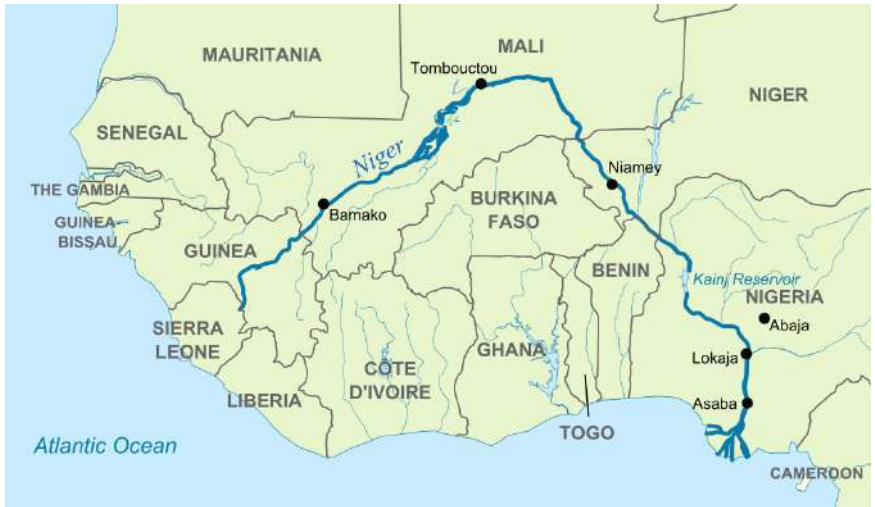 MALI
MAURITANIA
Tombouctou
NIGER
SENEGAL
Niger
Niamey
THE GAMBIA
Bamako
BURKINA
FASO
GUINEA-
BISSAU
GUINEA
BENIN
Kainji Reservoir
NIGERIA
Abaja
SIERRA
LEONE
GHANA
Lokaja
CÔTE
D'IVOIRE
LIBERIA
Asaba
TOGO
Atlantic Ocean
CAMEROON